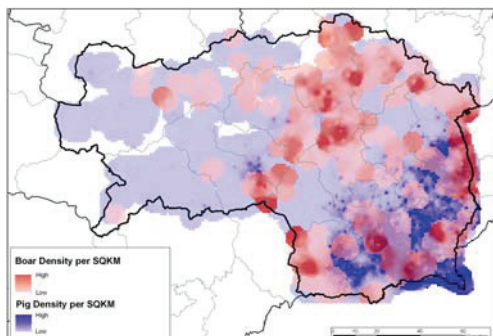 Boar Density per SQKM
High
Low
Pig Density per SQKM
High
Low